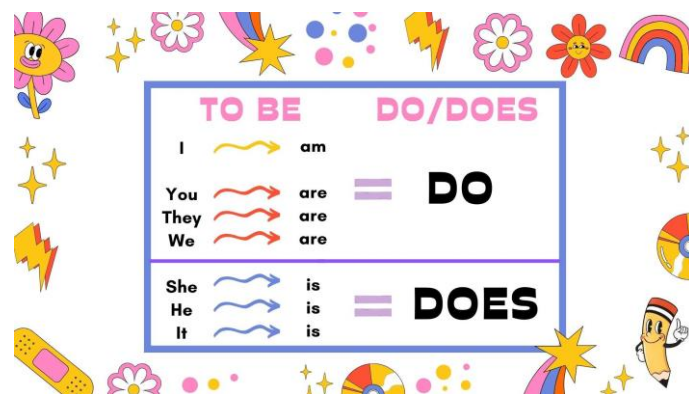 TO BE DO/DOES
I am
You are
They are
We are
= DO
She is
He is
It is
= DOES